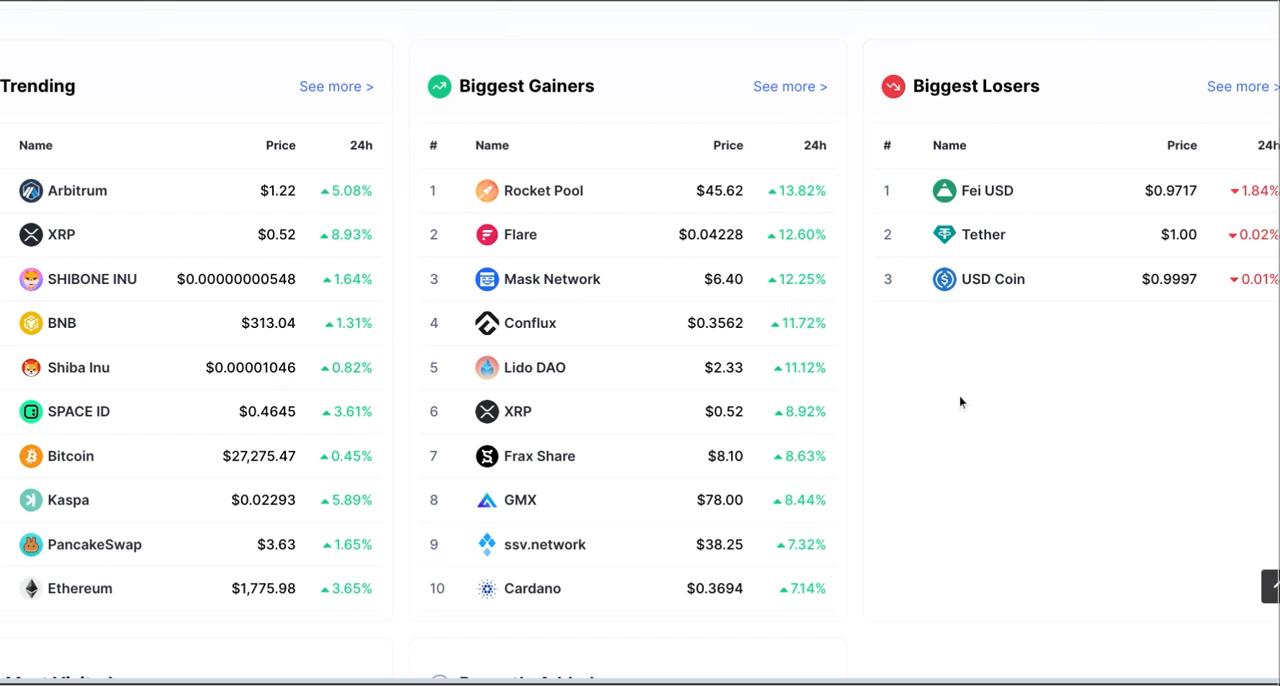 Trending See more >
Name Price 24h
Arbitrum $1.22 5.08%
XRP $0.52 8.93%
SHIBONE INU $0.00000000548 1.64%
BNB $313.04 1.31%
Shiba Inu $0.00001046 0.82%
SPACE ID $0.4645 3.61%
Bitcoin $27,275.47 0.45%
Kaspa $0.02293 5.89%
PancakeSwap $3.63 1.65%
Ethereum $1,775.98 3.65%
Biggest Gainers See more >
# Name Price 24h
1 Rocket Pool $45.62 13.82%
2 Flare $0.04228 12.60%
3 Mask Network $6.40 12.25%
4 Conflux $0.3562 11.72%
5 Lido DAO $2.33 11.12%
6 XRP $0.52 8.92%
7 Frax Share $8.10 8.63%
8 GMX $78.00 8.44%
9 ssv.network $38.25 7.32%
10 Cardano $0.3694 7.14%
Biggest Losers See more >
# Name Price 24h
1 Fei USD $0.9717 1.84%
2 Tether $1.00 0.02%
3 USD Coin $0.9997 0.01%